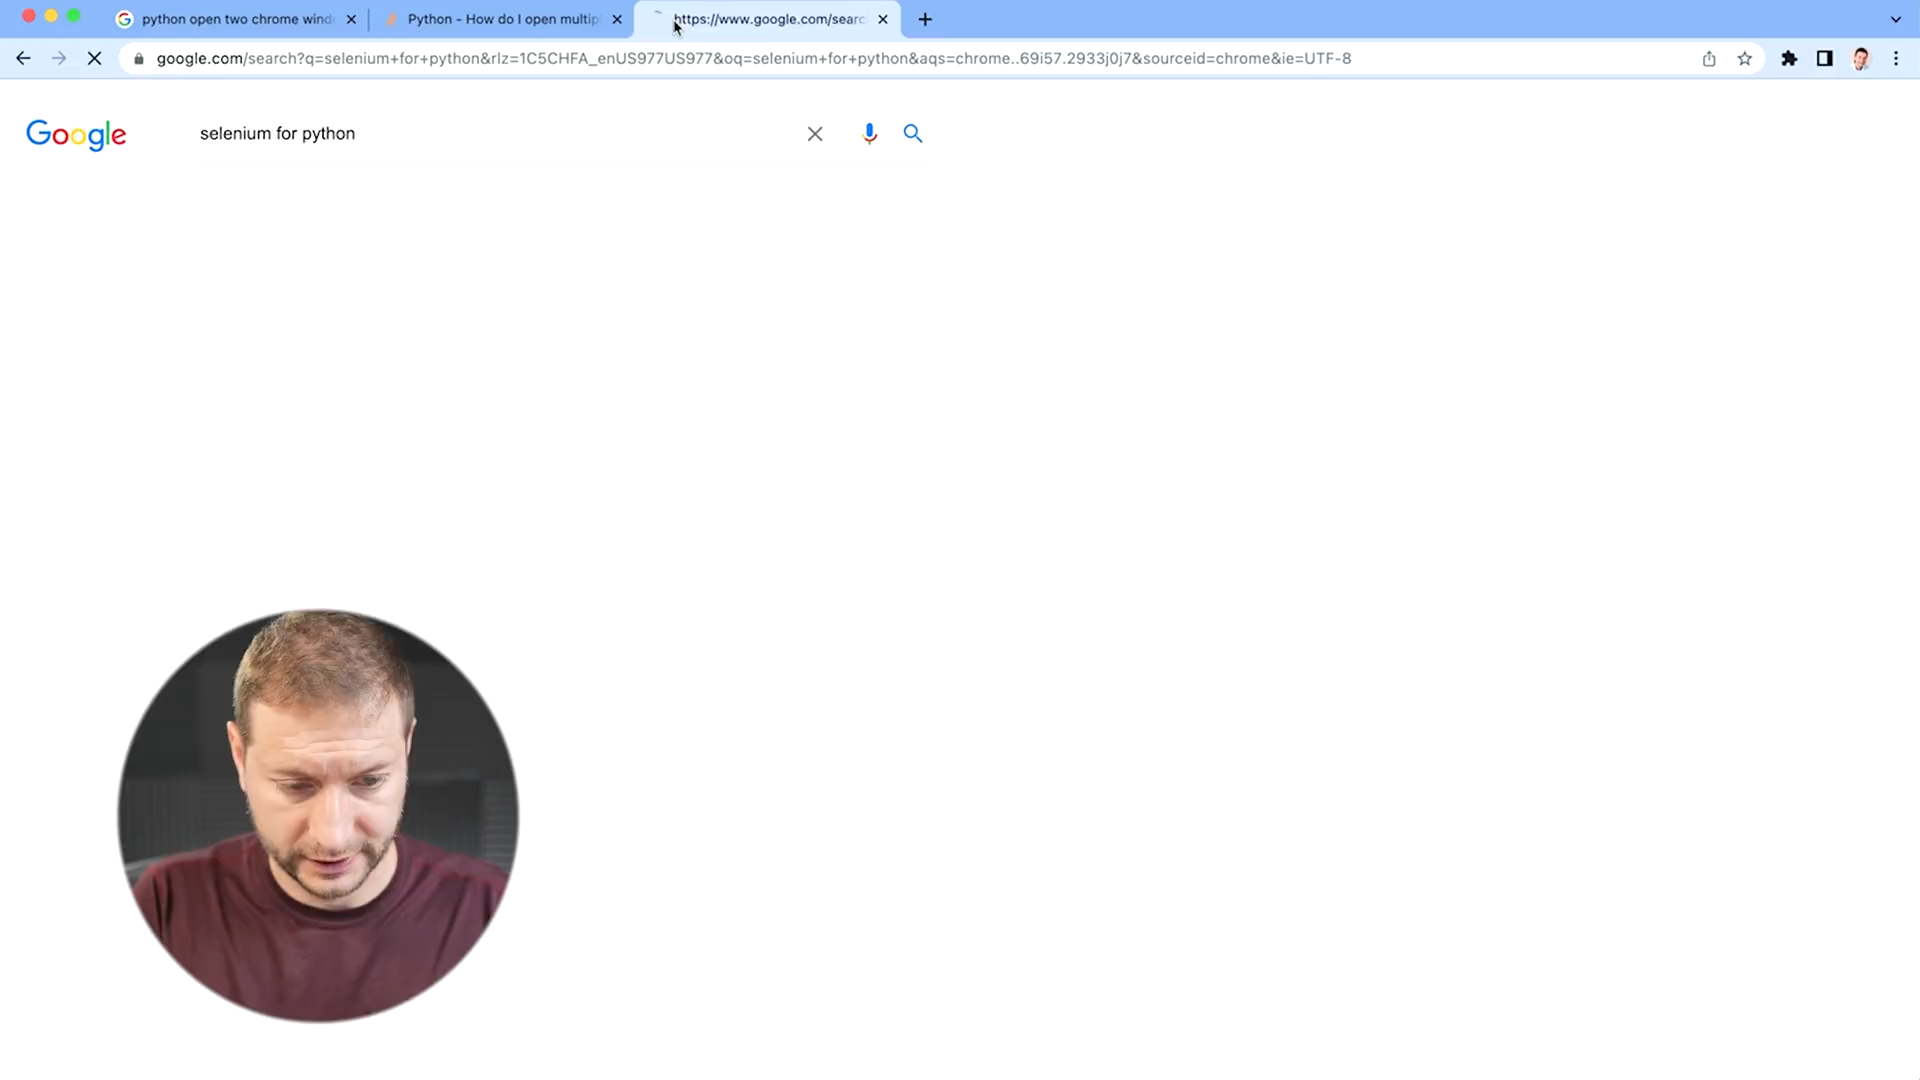 python open two chrome wind
Python - How do I open multip
https://www.google.com/searc
google.com/search?q=selenium+for+python&rlz=1C5CHFA_enUS977US977&oq=selenium+for+python&aqs=chrome..69i57.2933j0j7&sourceid=chrome&ie=UTF-8
Google
selenium for python